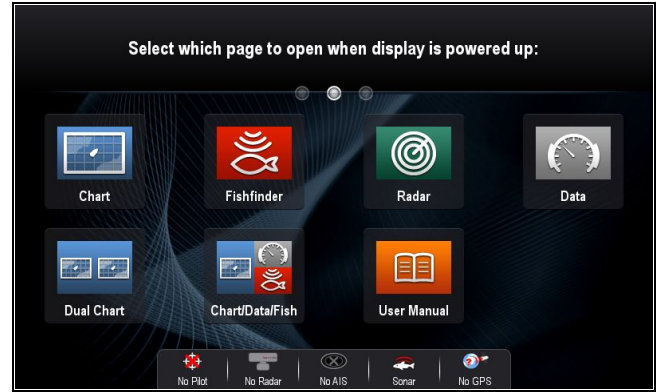 Select which page to open when display is powered up:
Chart
Fishfinder
Radar
Data
Dual Chart
Chart/Data/Fish
User Manual
No Pilot
No Radar
No AIS
Sonar
No GPS